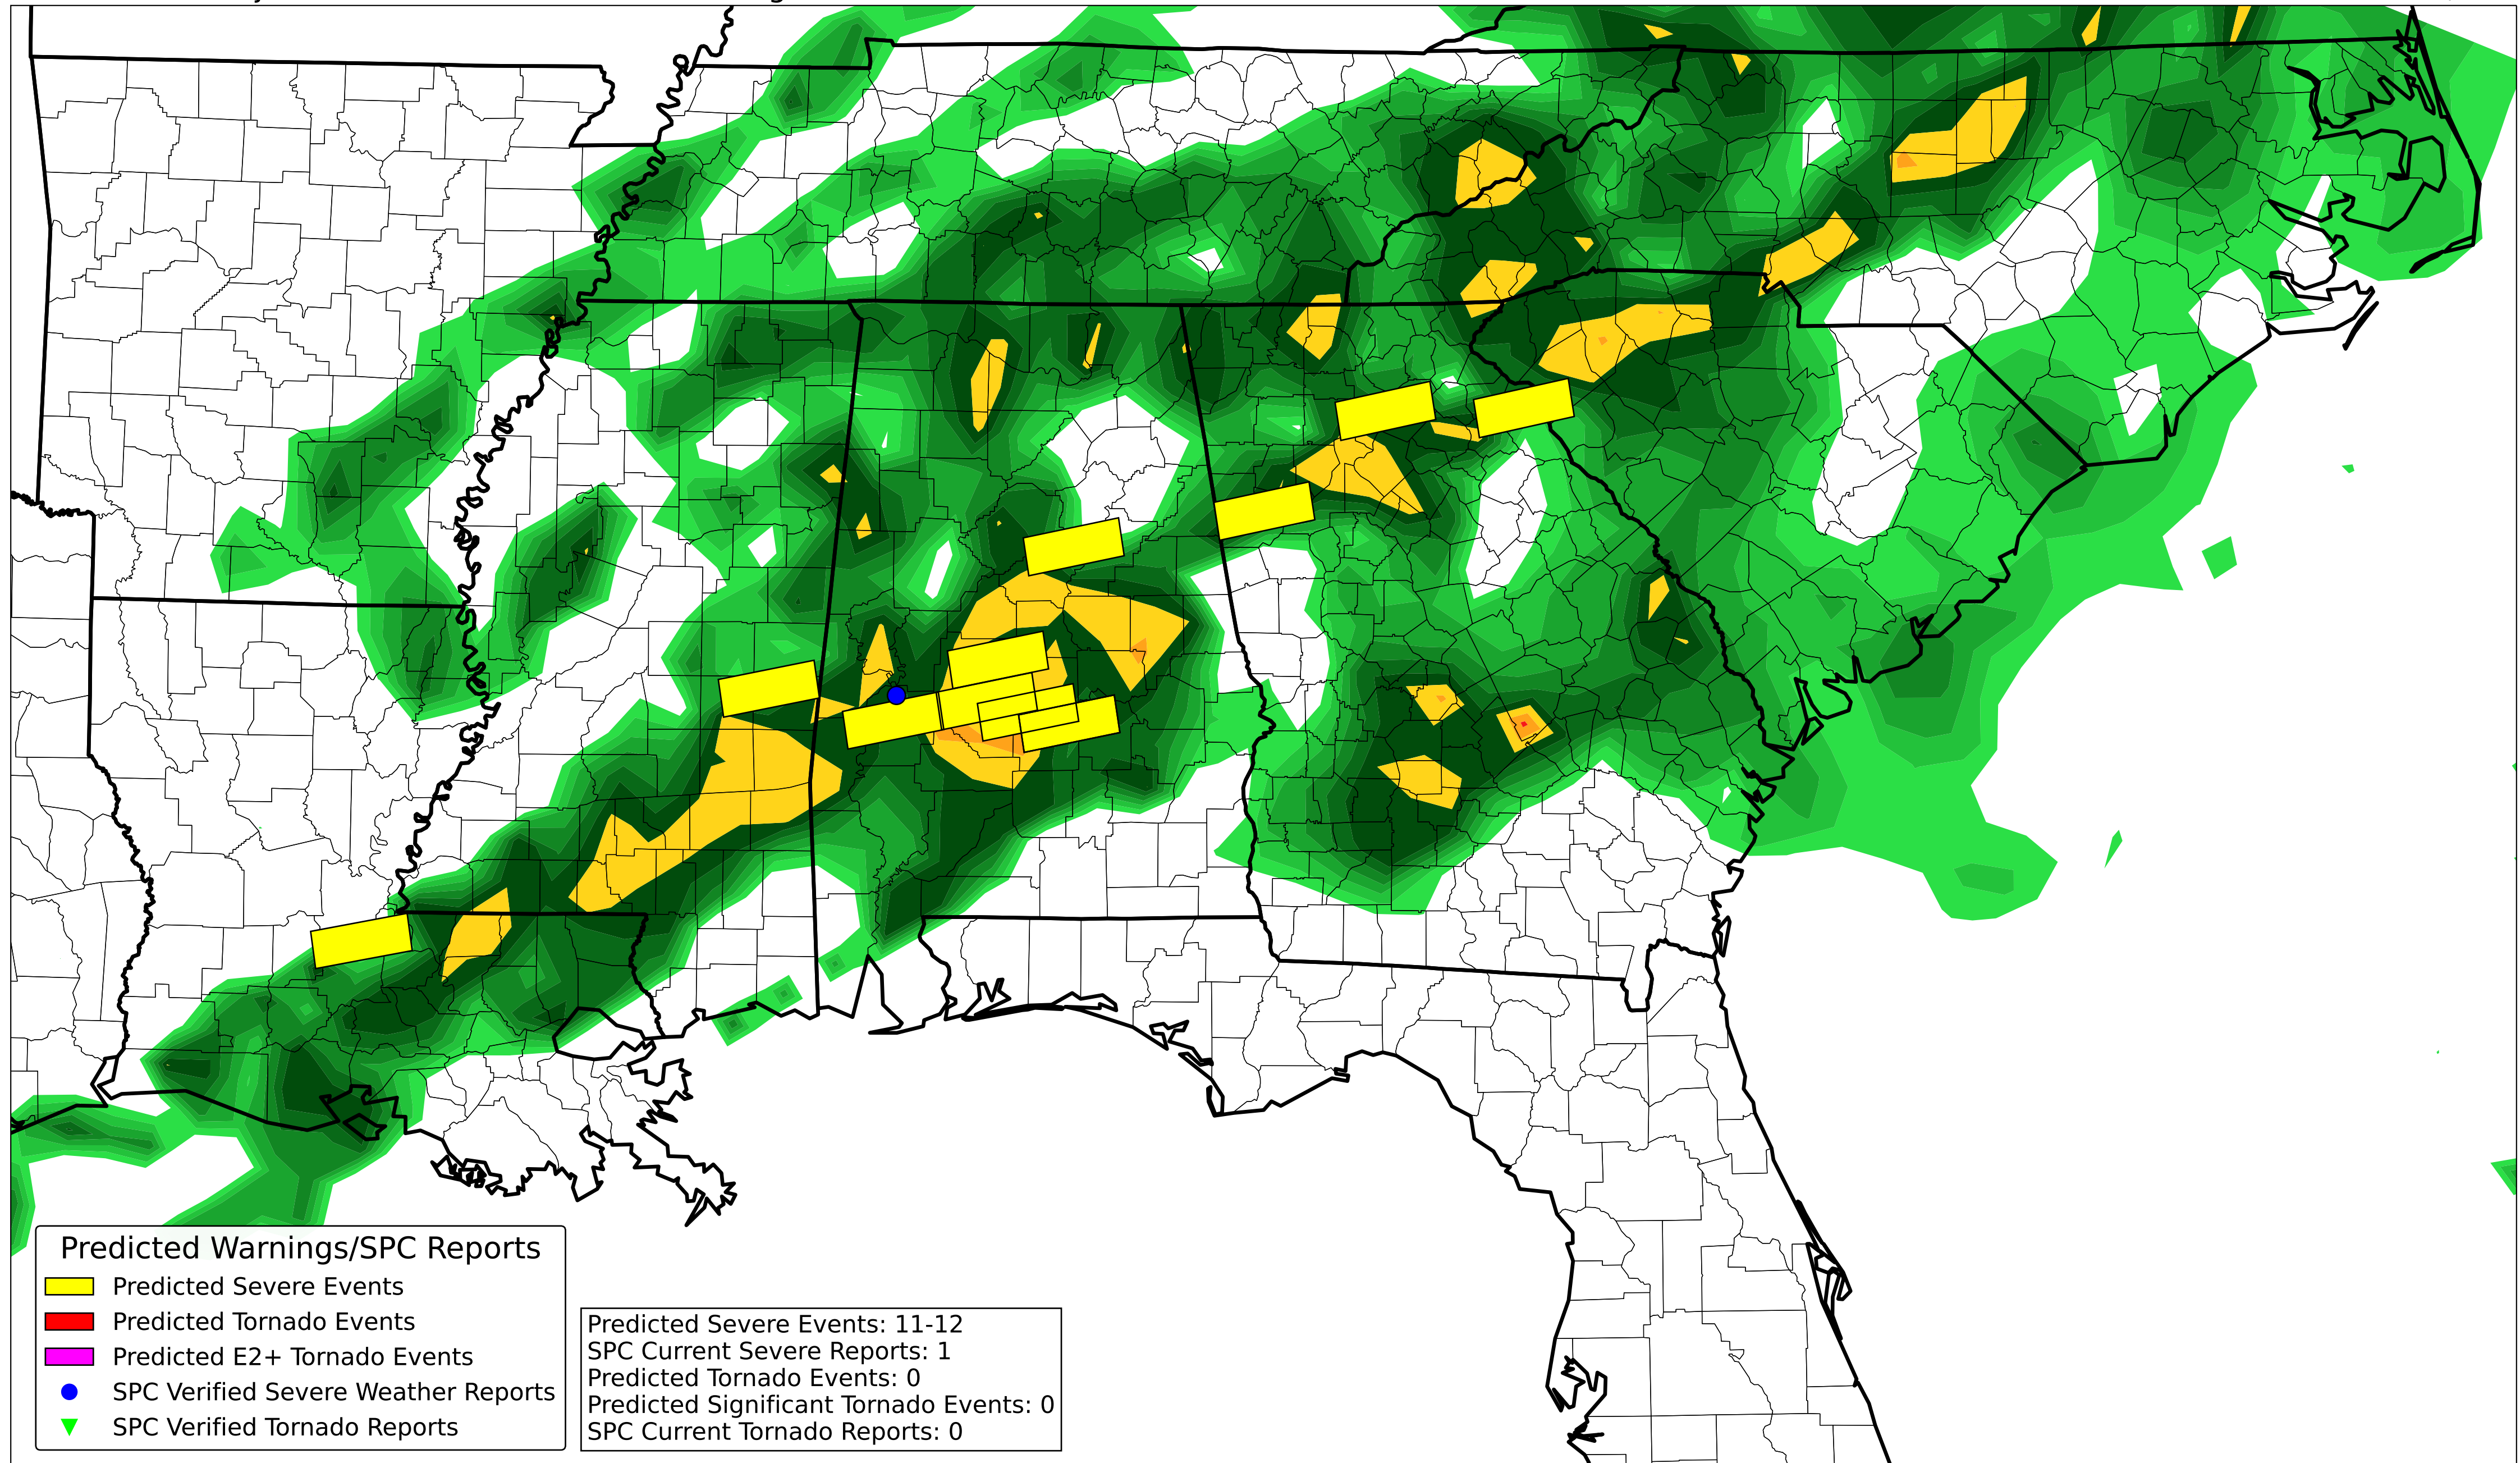 Predicted Warnings/SPC Reports
Predicted Severe Events
Predicted Tornado Events
Predicted E2+ Tornado Events
SPC Verified Severe Weather Reports
SPC Verified Tornado Reports
Predicted Severe Events: 11-12
SPC Current Severe Reports: 1
Predicted Tornado Events: 0
Predicted Significant Tornado Events: 0
SPC Current Tornado Reports: 0